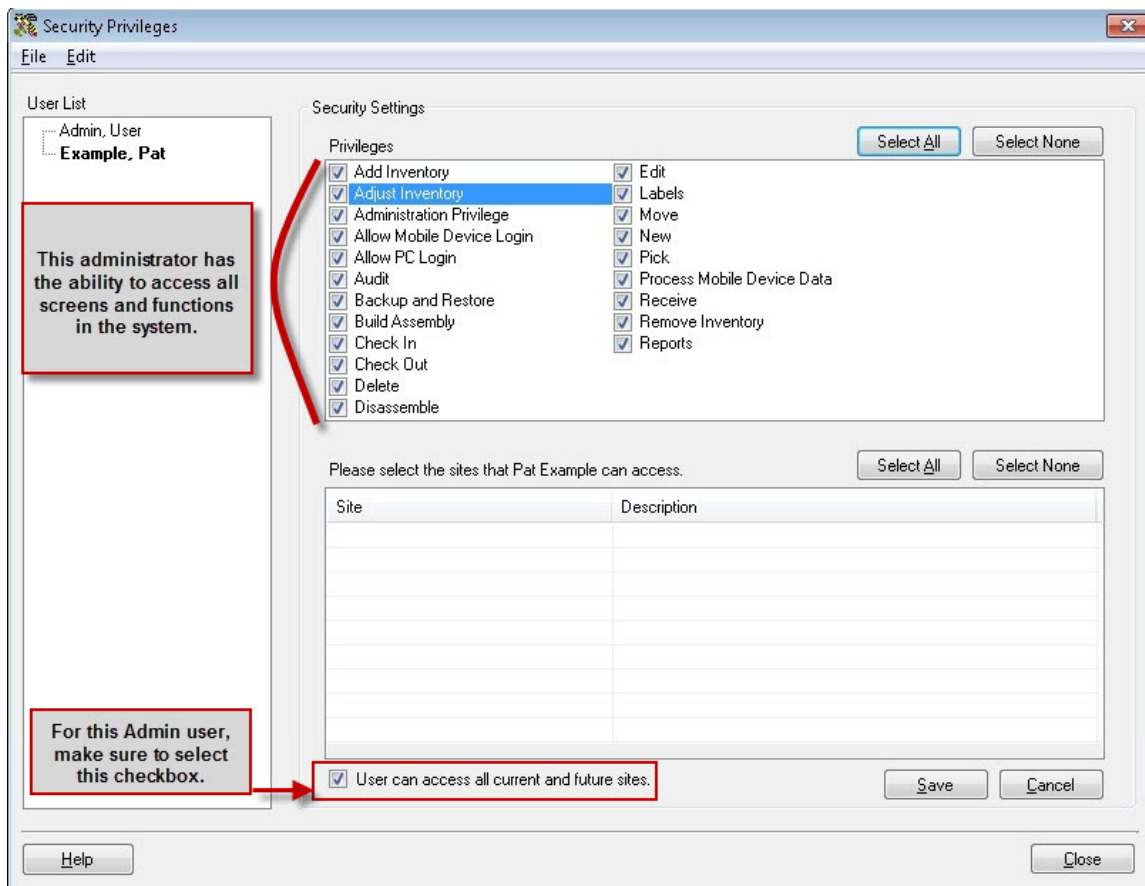 Security Privileges
File Edit
User List
Admin, User
Example, Pat
This administrator has
the ability to access all
screens and functions
in the system.
For this Admin user,
make sure to select
this checkbox.
Security Settings
Privileges
Select All Select None
Add Inventory
Adjust Inventory
Administration Privilege
Allow Mobile Device Login
Allow PC Login
Audit
Backup and Restore
Build Assembly
Check In
Check Out
Delete
Disassemble
Edit
Labels
Move
New
Pick
Process Mobile Device Data
Receive
Remove Inventory
Reports
Please select the sites that Pat Example can access.
Select All Select None
Site Description
User can access all current and future sites.
Save Cancel
Help Close